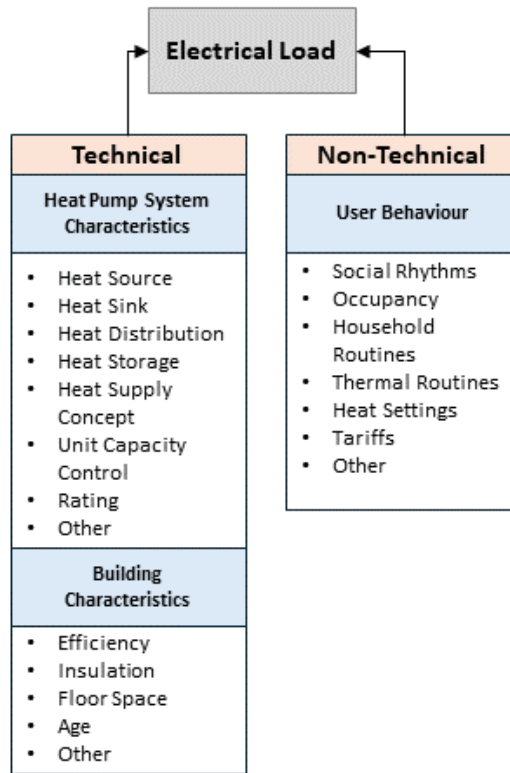 Electrical Load
Technical
Heat Pump System
Characteristics
• Heat Source
• Heat Sink
• Heat Distribution
• Heat Storage
• Heat Supply
Concept
• Unit Capacity
Control
• Rating
• Other
Building
Characteristics
• Efficiency
• Insulation
• Floor Space
• Age
• Other
Non-Technical
User Behaviour
• Social Rhythms
• Occupancy
• Household
Routines
• Thermal Routines
• Heat Settings
• Tariffs
• Other